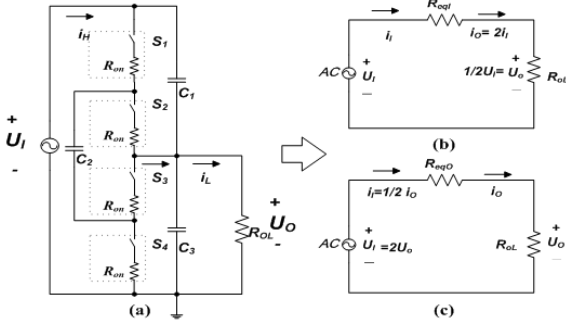 i_H
S_1
R_on
C_1
S_2
R_on
+
U_I
-
C_2
S_3
i_L
R_on
+
U_O
-
R_OL
S_4
C_3
R_on
(a)
R_eqI
i_I
i_O= 2i_I
AC
+
U_I
—
1/2U_I=
+
U_o
—
R_oL
(b)
R_eqO
i_I=1/2 i_O
i_O
AC
+
U_I =2U_o
—
R_oL
+
U_O
—
(c)